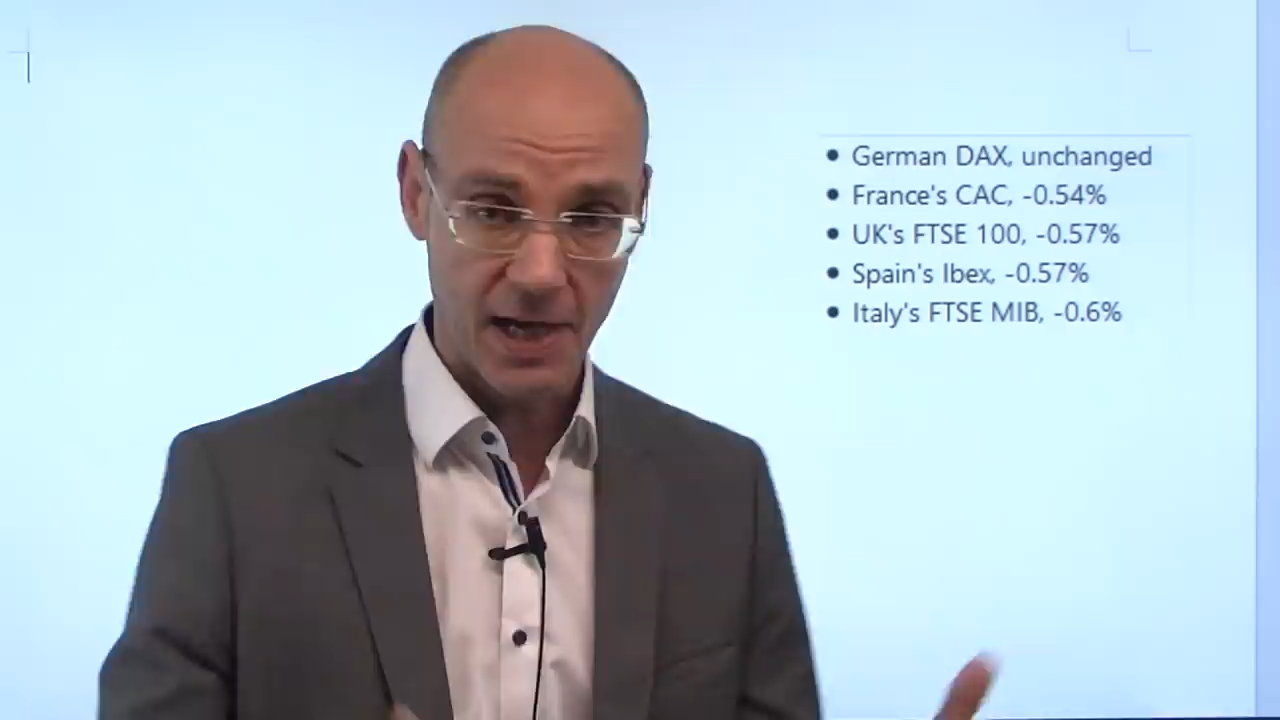 • German DAX, unchanged
• France's CAC, -0.54%
• UK's FTSE 100, -0.57%
• Spain's Ibex, -0.57%
• Italy's FTSE MIB, -0.6%